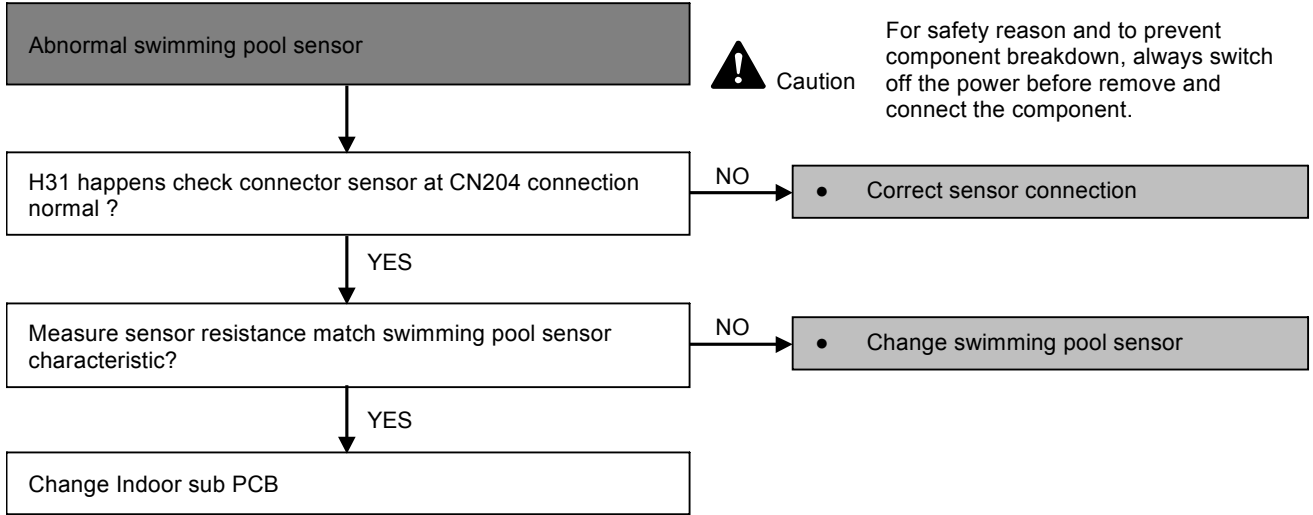 Abnormal swimming pool sensor
Caution
For safety reason and to prevent
component breakdown, always switch
off the power before remove and
connect the component.
H31 happens check connector sensor at CN204 connection
normal ?
NO
● Correct sensor connection
YES
Measure sensor resistance match swimming pool sensor
characteristic?
NO
● Change swimming pool sensor
YES
Change Indoor sub PCB